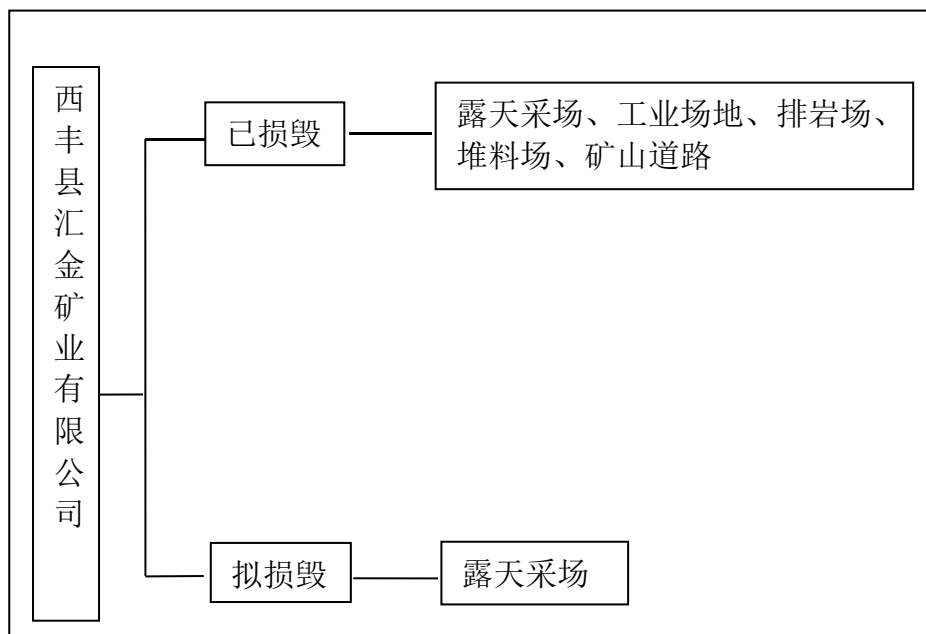 西丰县汇金矿业有限公司
已损毁
露天采场、工业场地、排岩场、
堆料场、矿山道路
拟损毁
露天采场